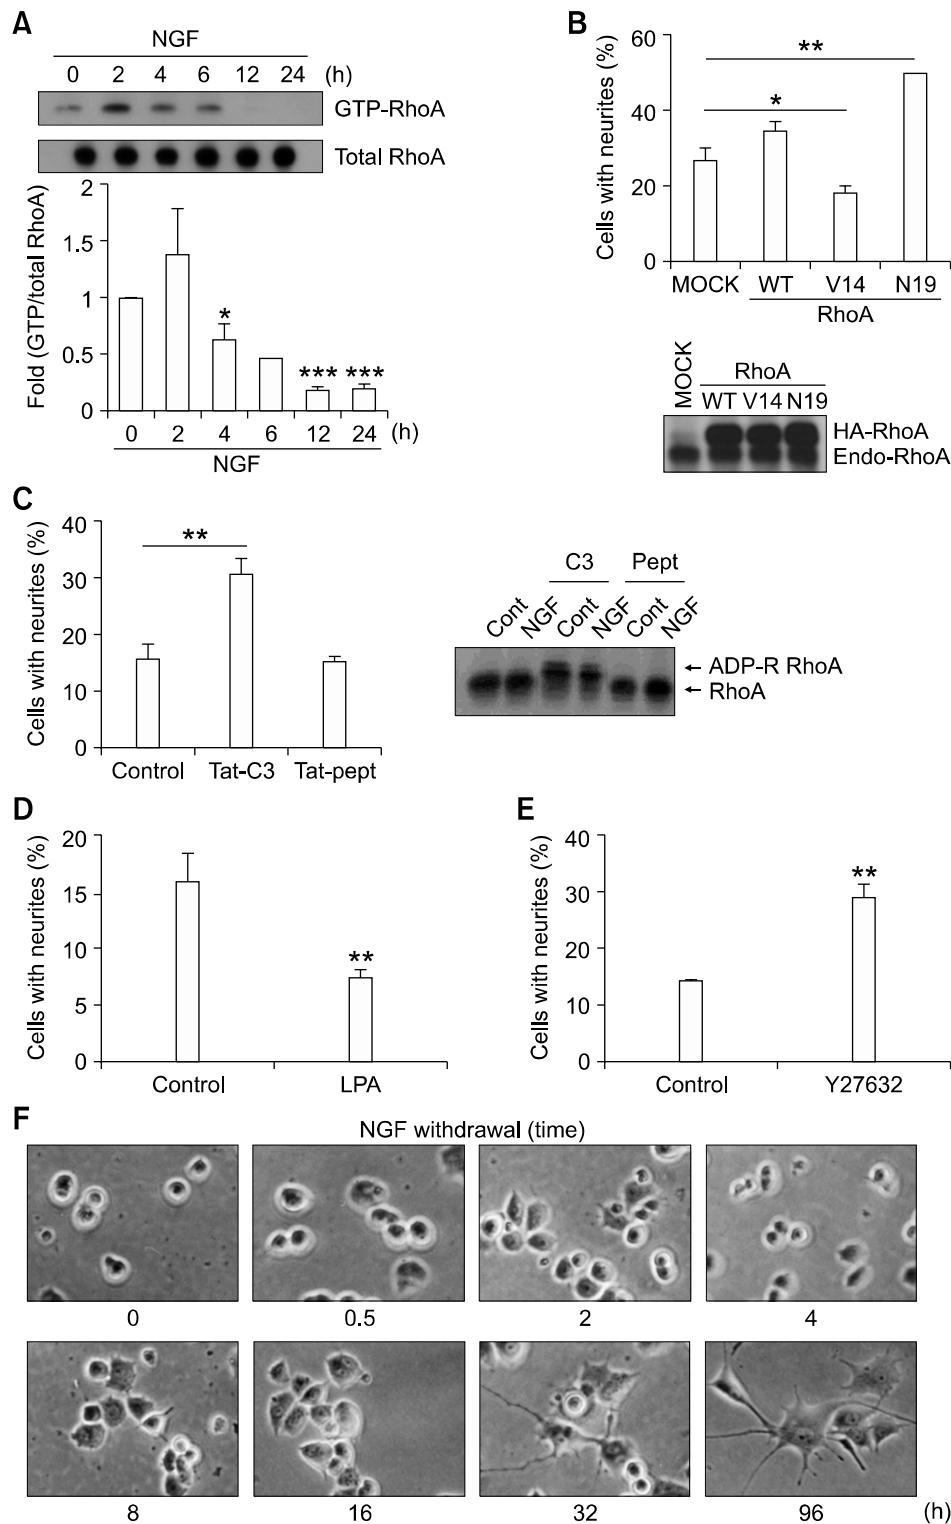 A
NGF
0 2 4 6 12 24 (h)
GTP-RhoA
Total RhoA
Fold (GTP/total RhoA)
2
1.5
1
0.5
0
*
***
***
0 2 4 6 12 24 (h)
NGF
B
Cells with neurites (%)
60
40
20
0
**
*
MOCK WT V14 N19
RhoA
MOCK
RhoA
WT V14 N19
HA-RhoA
Endo-RhoA
C
Cells with neurites (%)
40
30
20
10
0
**
Control Tat-C3 Tat-pept
C3 Pept
Cont NGF Cont NGF Cont NGF
← ADP-R RhoA
← RhoA
D
Cells with neurites (%)
20
15
10
5
0
**
Control LPA
E
Cells with neurites (%)
40
30
20
10
0
**
Control Y27632
F
NGF withdrawal (time)
0 0.5 2 4
8 16 32 96 (h)